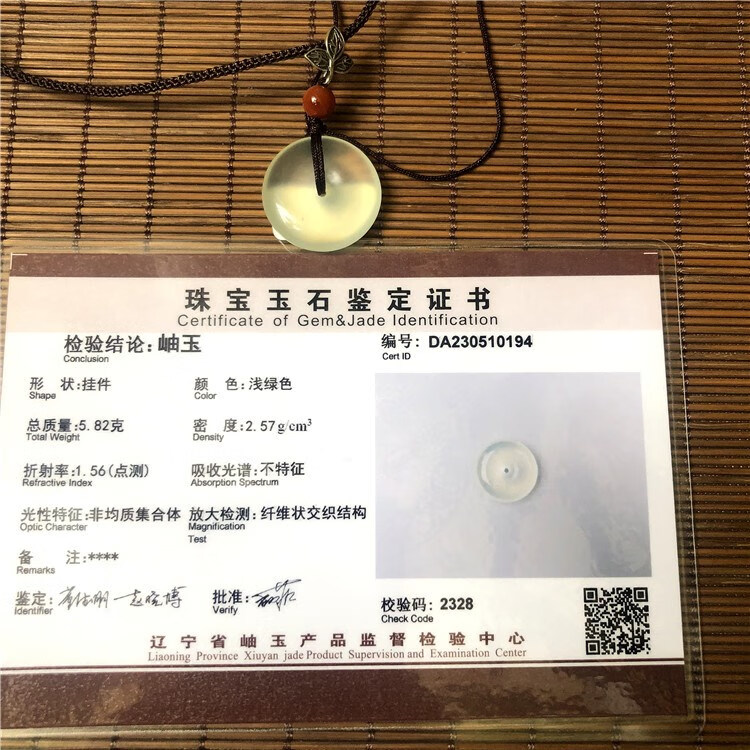 珠宝玉石鉴定证书
Certificate of Gem&Jade Identification
检验结论:岫玉
Conclusion
编号: DA230510194
Cert ID
形 状:挂件
Shape
颜 色:浅绿色
Color
总质量:5.82克
Total Weight
密 度:2.57g/cm³
Density
折射率:1.56(点测)
Refractive Index
吸收光谱:不特征
Absorption Spectrum
光性特征:非均质集合体
Optic Character
放大检测:纤维状交织结构
Magnification
Test
备 注:****
Remarks
鉴定:
Identifier
批准:
Verify
校验码: 2328
Check Code
辽宁省岫玉产品监督检验中心
Liaoning Province Xiuyan jade Product Supervision and Examination Center